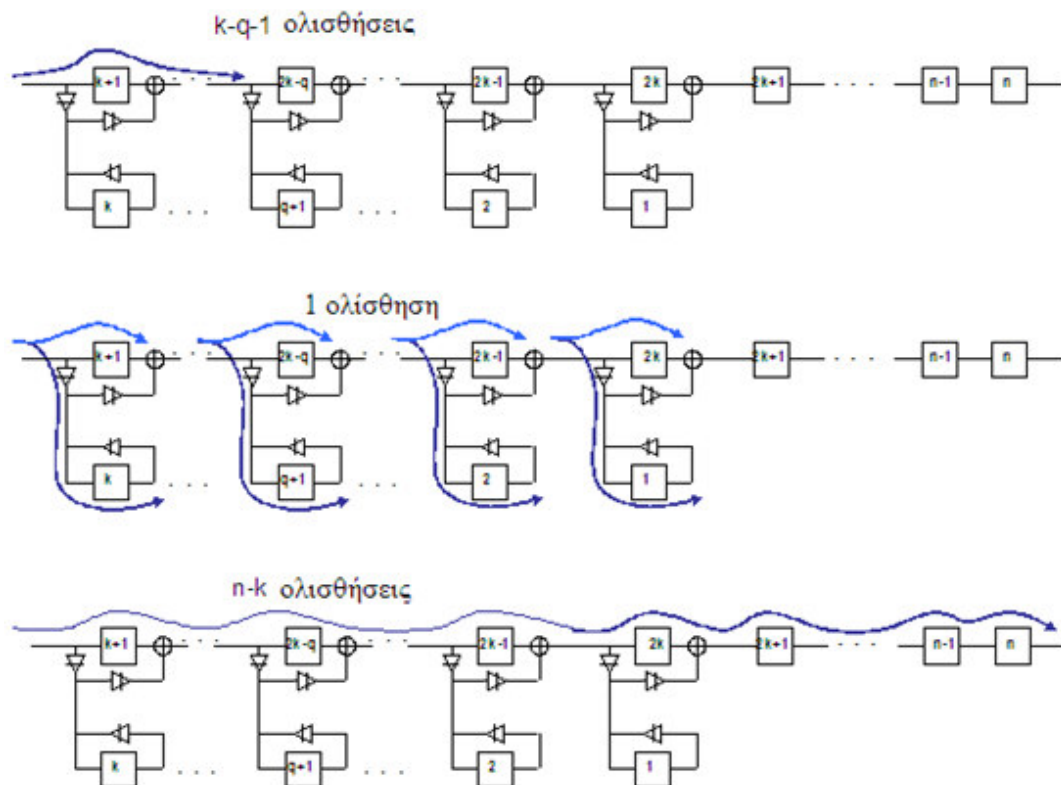 k-q-1 ολισθήσεις
k+1 . . . 2k-q . . . 2k-1 2k 2k+1 . . . n-1 n
k . . . q+1 . . . 2 1
1 ολίσθηση
k+1 . . . 2k-q . . . 2k-1 2k 2k+1 . . . n-1 n
k . . . q+1 . . . 2 1
n-k ολισθήσεις
k+1 . . . 2k-q . . . 2k-1 2k 2k+1 . . . n-1 n
k . . . q+1 . . . 2 1